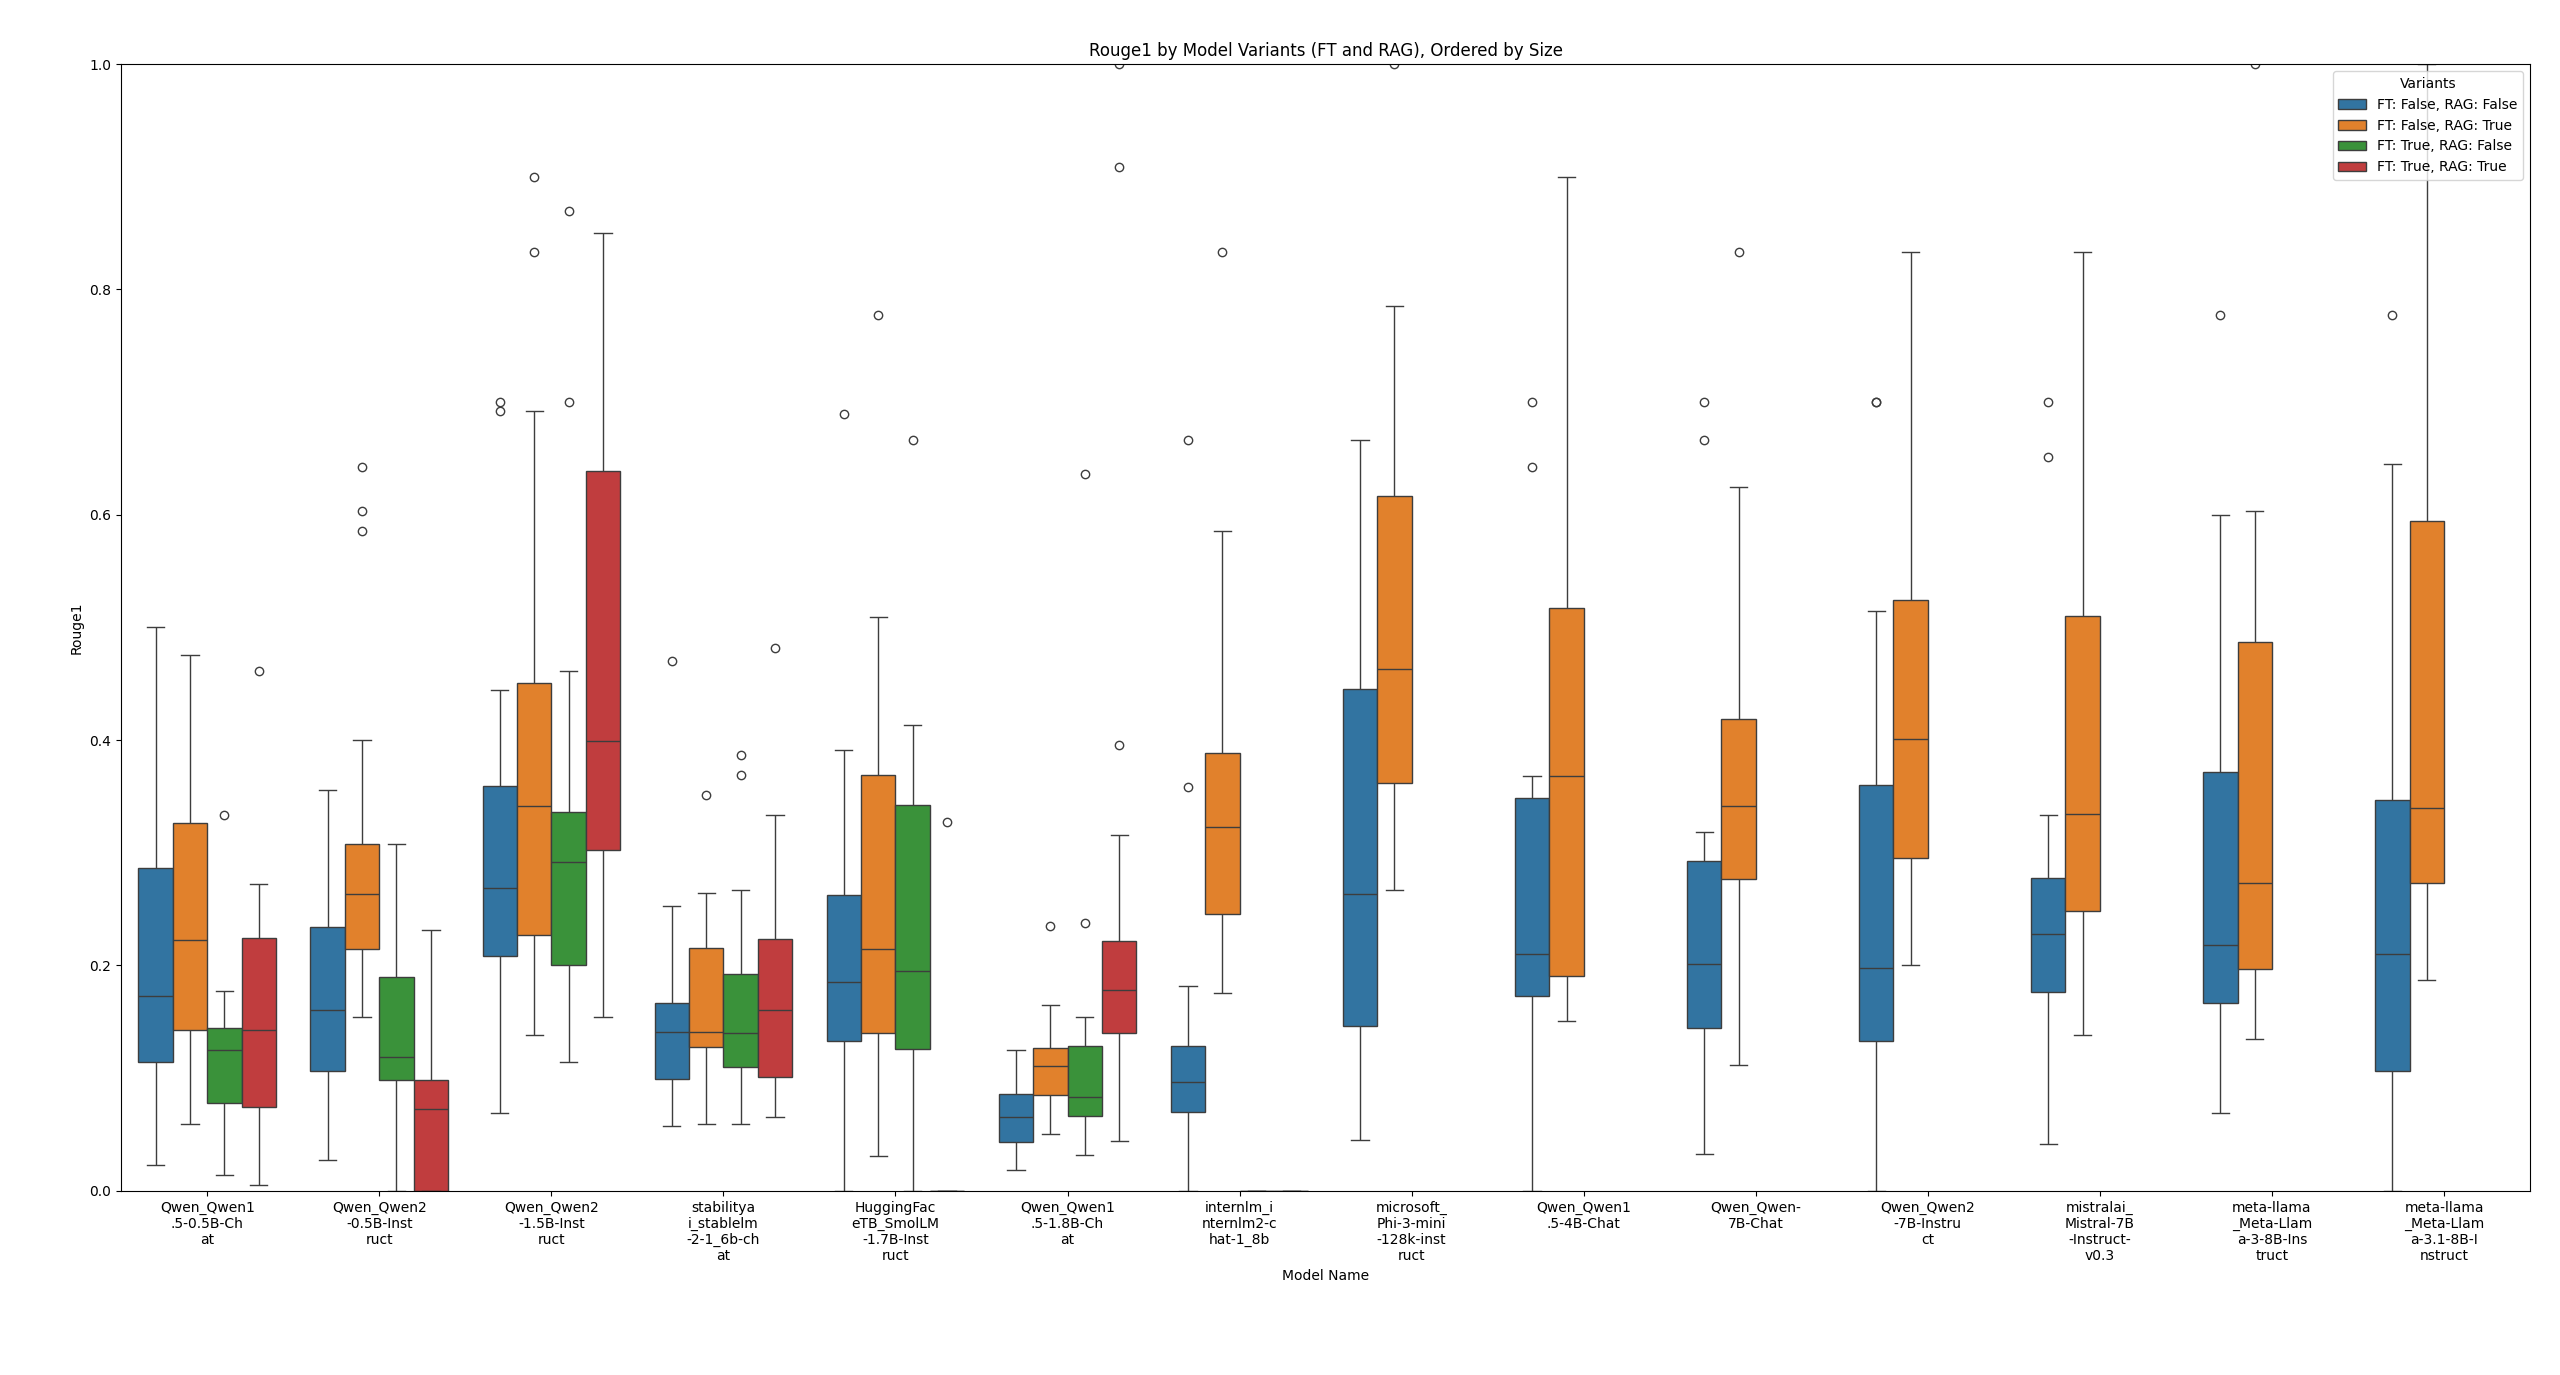 Rouge1 by Model Variants (FT and RAG), Ordered by Size
1.0
0.8
0.6
0.4
0.2
0.0
Rouge1
Variants
FT: False, RAG: False
FT: False, RAG: True
FT: True, RAG: False
FT: True, RAG: True
Qwen_Qwen1
.5-0.5B-Ch
at
Qwen_Qwen2
-0.5B-Inst
ruct
Qwen_Qwen2
-1.5B-Inst
ruct
stabilitya
i_stablelm
-2-1_6b-ch
at
HuggingFac
eTB_SmolLM
-1.7B-Inst
ruct
Qwen_Qwen1
.5-1.8B-Ch
at
internlm_i
nternlm2-c
hat-1_8b
microsoft_
Phi-3-mini
-128k-inst
ruct
Qwen_Qwen1
.5-4B-Chat
Qwen_Qwen-
7B-Chat
Qwen_Qwen2
-7B-Instru
ct
mistralai_
Mistral-7B
-Instruct-
v0.3
meta-llama
_Meta-Llam
a-3-8B-Ins
truct
meta-llama
_Meta-Llam
a-3.1-8B-I
nstruct
Model Name